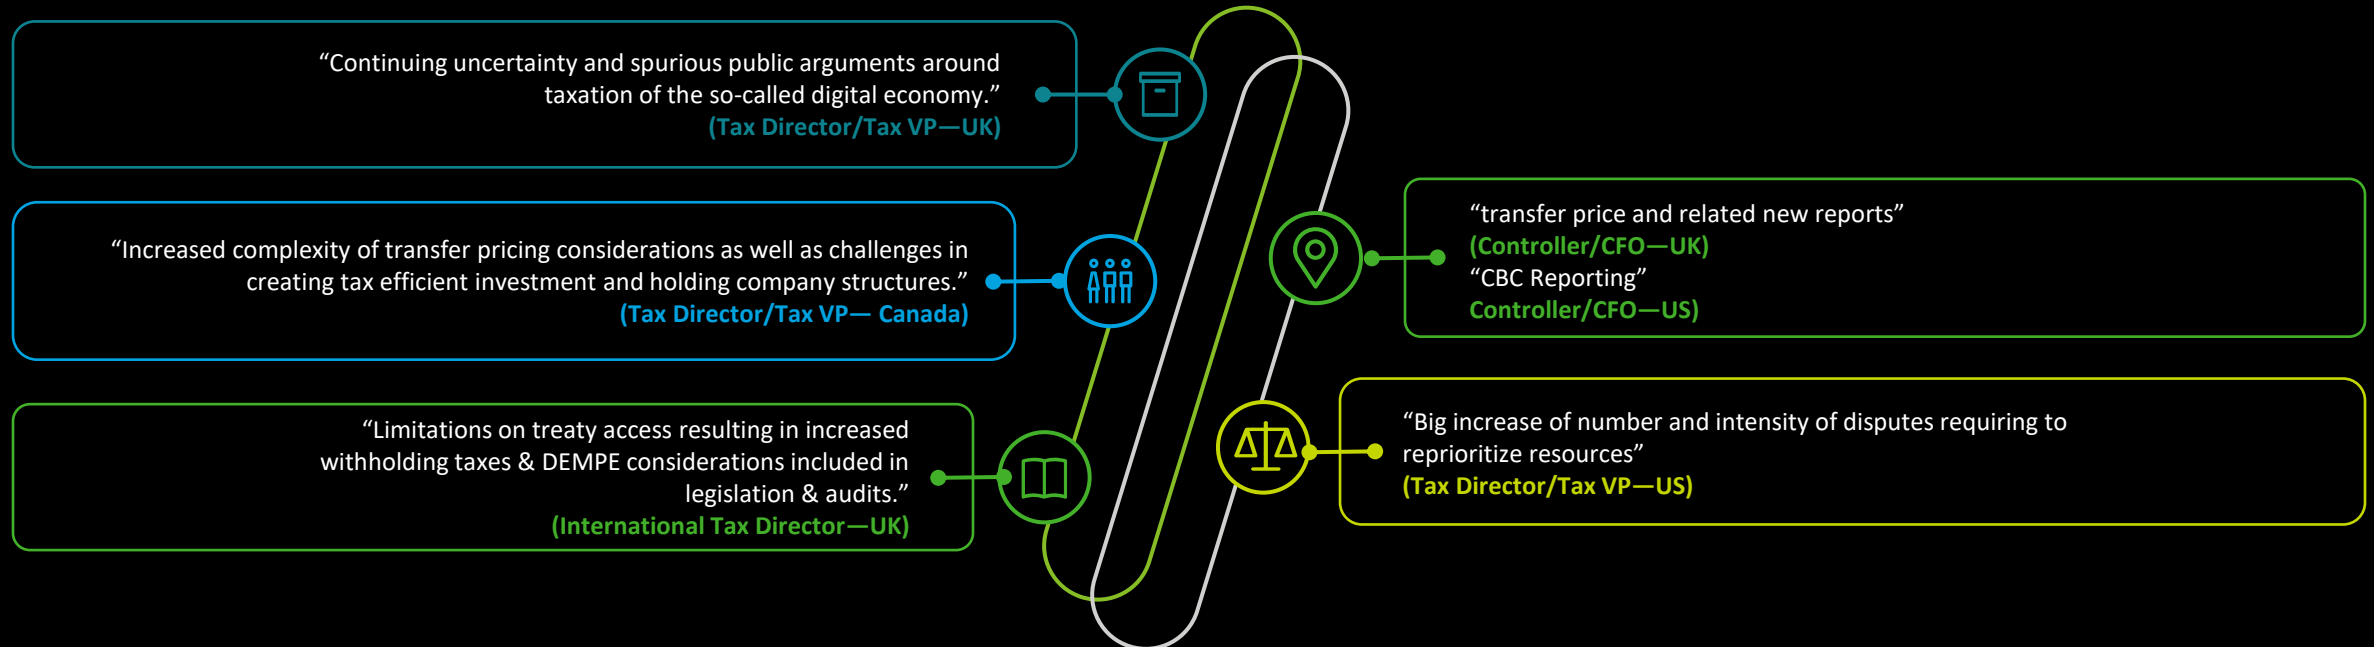 “Continuing uncertainty and spurious public arguments around
taxation of the so-called digital economy.”
(Tax Director/Tax VP—UK)
“Increased complexity of transfer pricing considerations as well as challenges in
creating tax efficient investment and holding company structures.”
(Tax Director/Tax VP— Canada)
“Limitations on treaty access resulting in increased
withholding taxes & DEMPE considerations included in
legislation & audits.”
(International Tax Director—UK)
“transfer price and related new reports”
(Controller/CFO—UK)
“CBC Reporting”
Controller/CFO—US)
“Big increase of number and intensity of disputes requiring to
reprioritize resources”
(Tax Director/Tax VP—US)